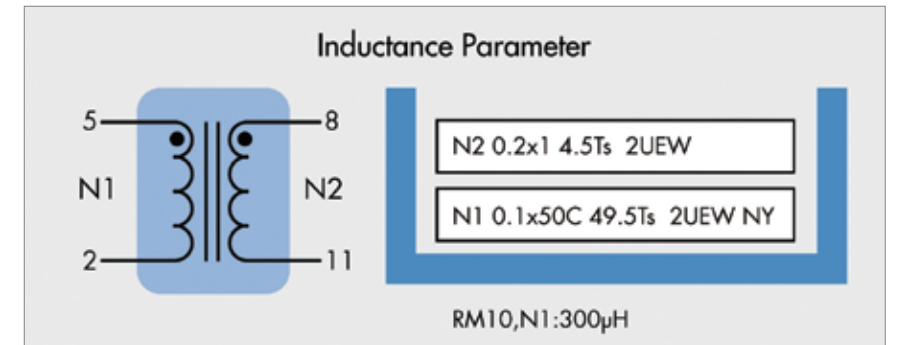 Inductance Parameter
5
8
N1
N2
2
11
N2 0.2x1 4.5Ts 2UEW
N1 0.1x50C 49.5Ts 2UEW NY
RM10,N1:300μH